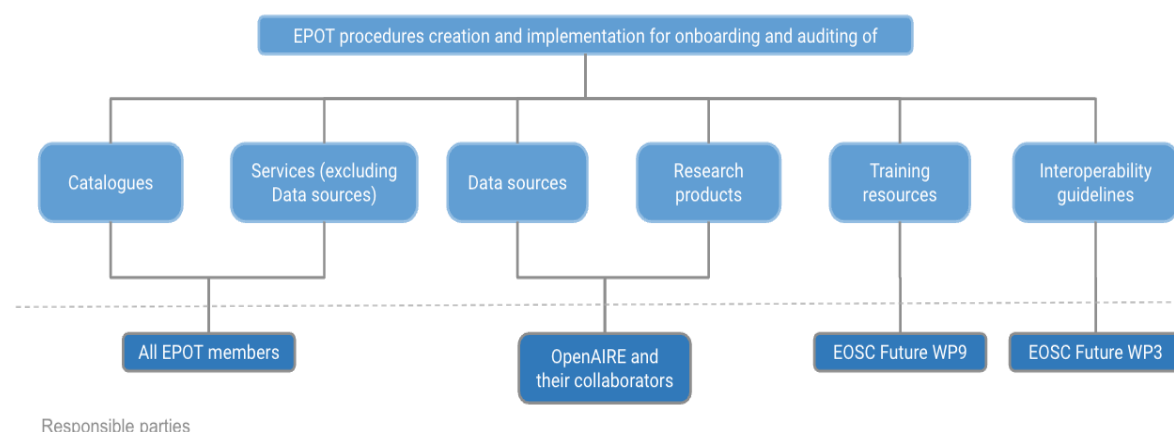 EPOT procedures creation and implementation for onboarding and auditing of
Catalogues
Services (excluding
Data sources)
Data sources
Research
products
Training
resources
Interoperability
guidelines
All EPOT members
OpenAIRE and
their collaborators
EOSC Future WP9
EOSC Future WP3
Responsible parties